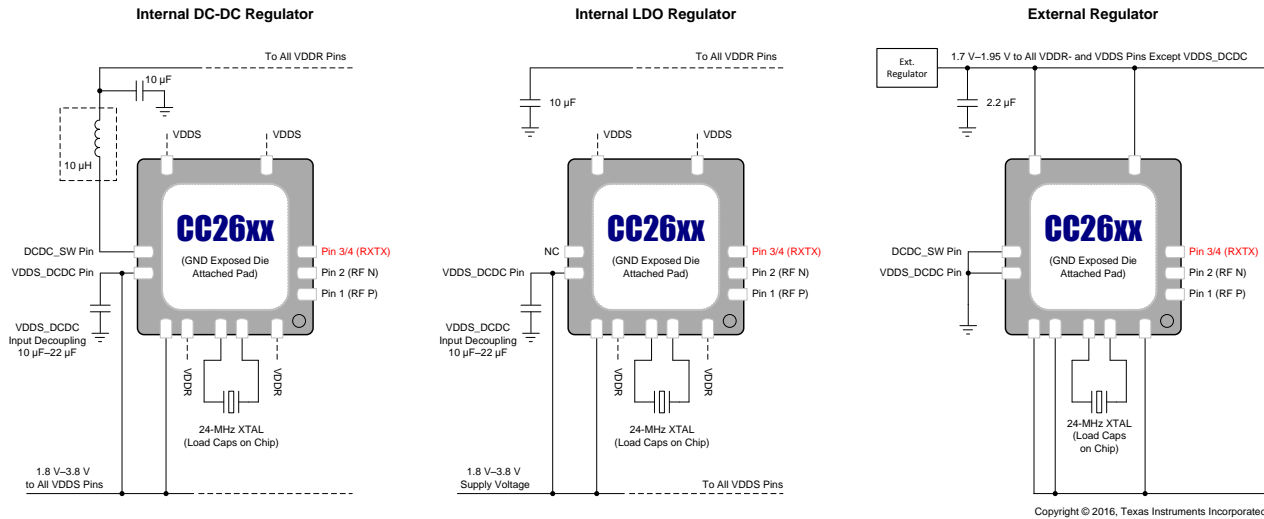 Internal DC-DC Regulator
To All VDDR Pins
10 µF
10 µH
VDDS
VDDS
CC26xx
(GND Exposed Die
Attached Pad)
DCDC_SW Pin
VDDS_DCDC Pin
Pin 3/4 (RXTX)
Pin 2 (RF N)
Pin 1 (RF P)
VDDS_DCDC
Input Decoupling
10 µF–22 µF
VDDR
VDDR
24-MHz XTAL
(Load Caps on Chip)
1.8 V–3.8 V
to All VDDS Pins
Internal LDO Regulator
To All VDDR Pins
10 µF
VDDS
VDDS
CC26xx
(GND Exposed Die
Attached Pad)
NC
VDDS_DCDC Pin
Pin 3/4 (RXTX)
Pin 2 (RF N)
Pin 1 (RF P)
VDDS_DCDC
Input Decoupling
10 µF–22 µF
VDDR
VDDR
24-MHz XTAL
(Load Caps on Chip)
1.8 V–3.8 V
Supply Voltage
To All VDDS Pins
External Regulator
Ext.
Regulator
1.7 V–1.95 V to All VDDR- and VDDS Pins Except VDDS_DCDC
2.2 µF
CC26xx
(GND Exposed Die
Attached Pad)
DCDC_SW Pin
VDDS_DCDC Pin
Pin 3/4 (RXTX)
Pin 2 (RF N)
Pin 1 (RF P)
24-MHz XTAL
(Load Caps
on Chip)
Copyright © 2016, Texas Instruments Incorporated